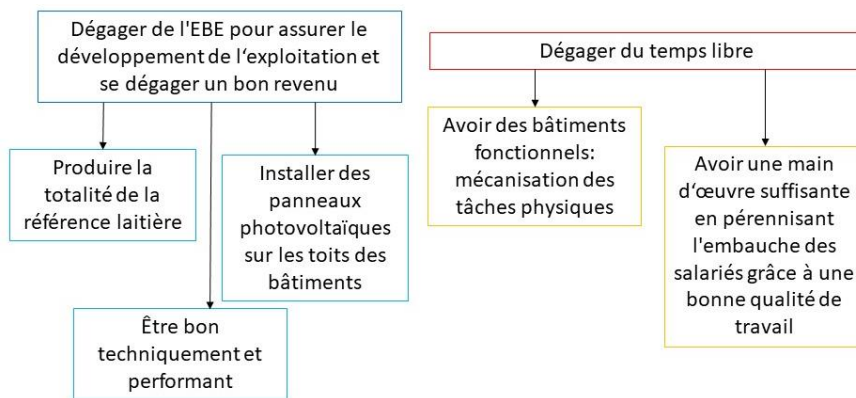 Dégager de l'EBE pour assurer le
développement de l‘exploitation et
se dégager un bon revenu
Dégager du temps libre
Produire la
totalité de la
référence laitière
Installer des
panneaux
photovoltaïques
sur les toits des
bâtiments
Être bon
techniquement et
performant
Avoir des bâtiments
fonctionnels:
mécanisation des
tâches physiques
Avoir une main
d‘œuvre suffisante
en pérennisant
l'embauche des
salariés grâce à une
bonne qualité de
travail